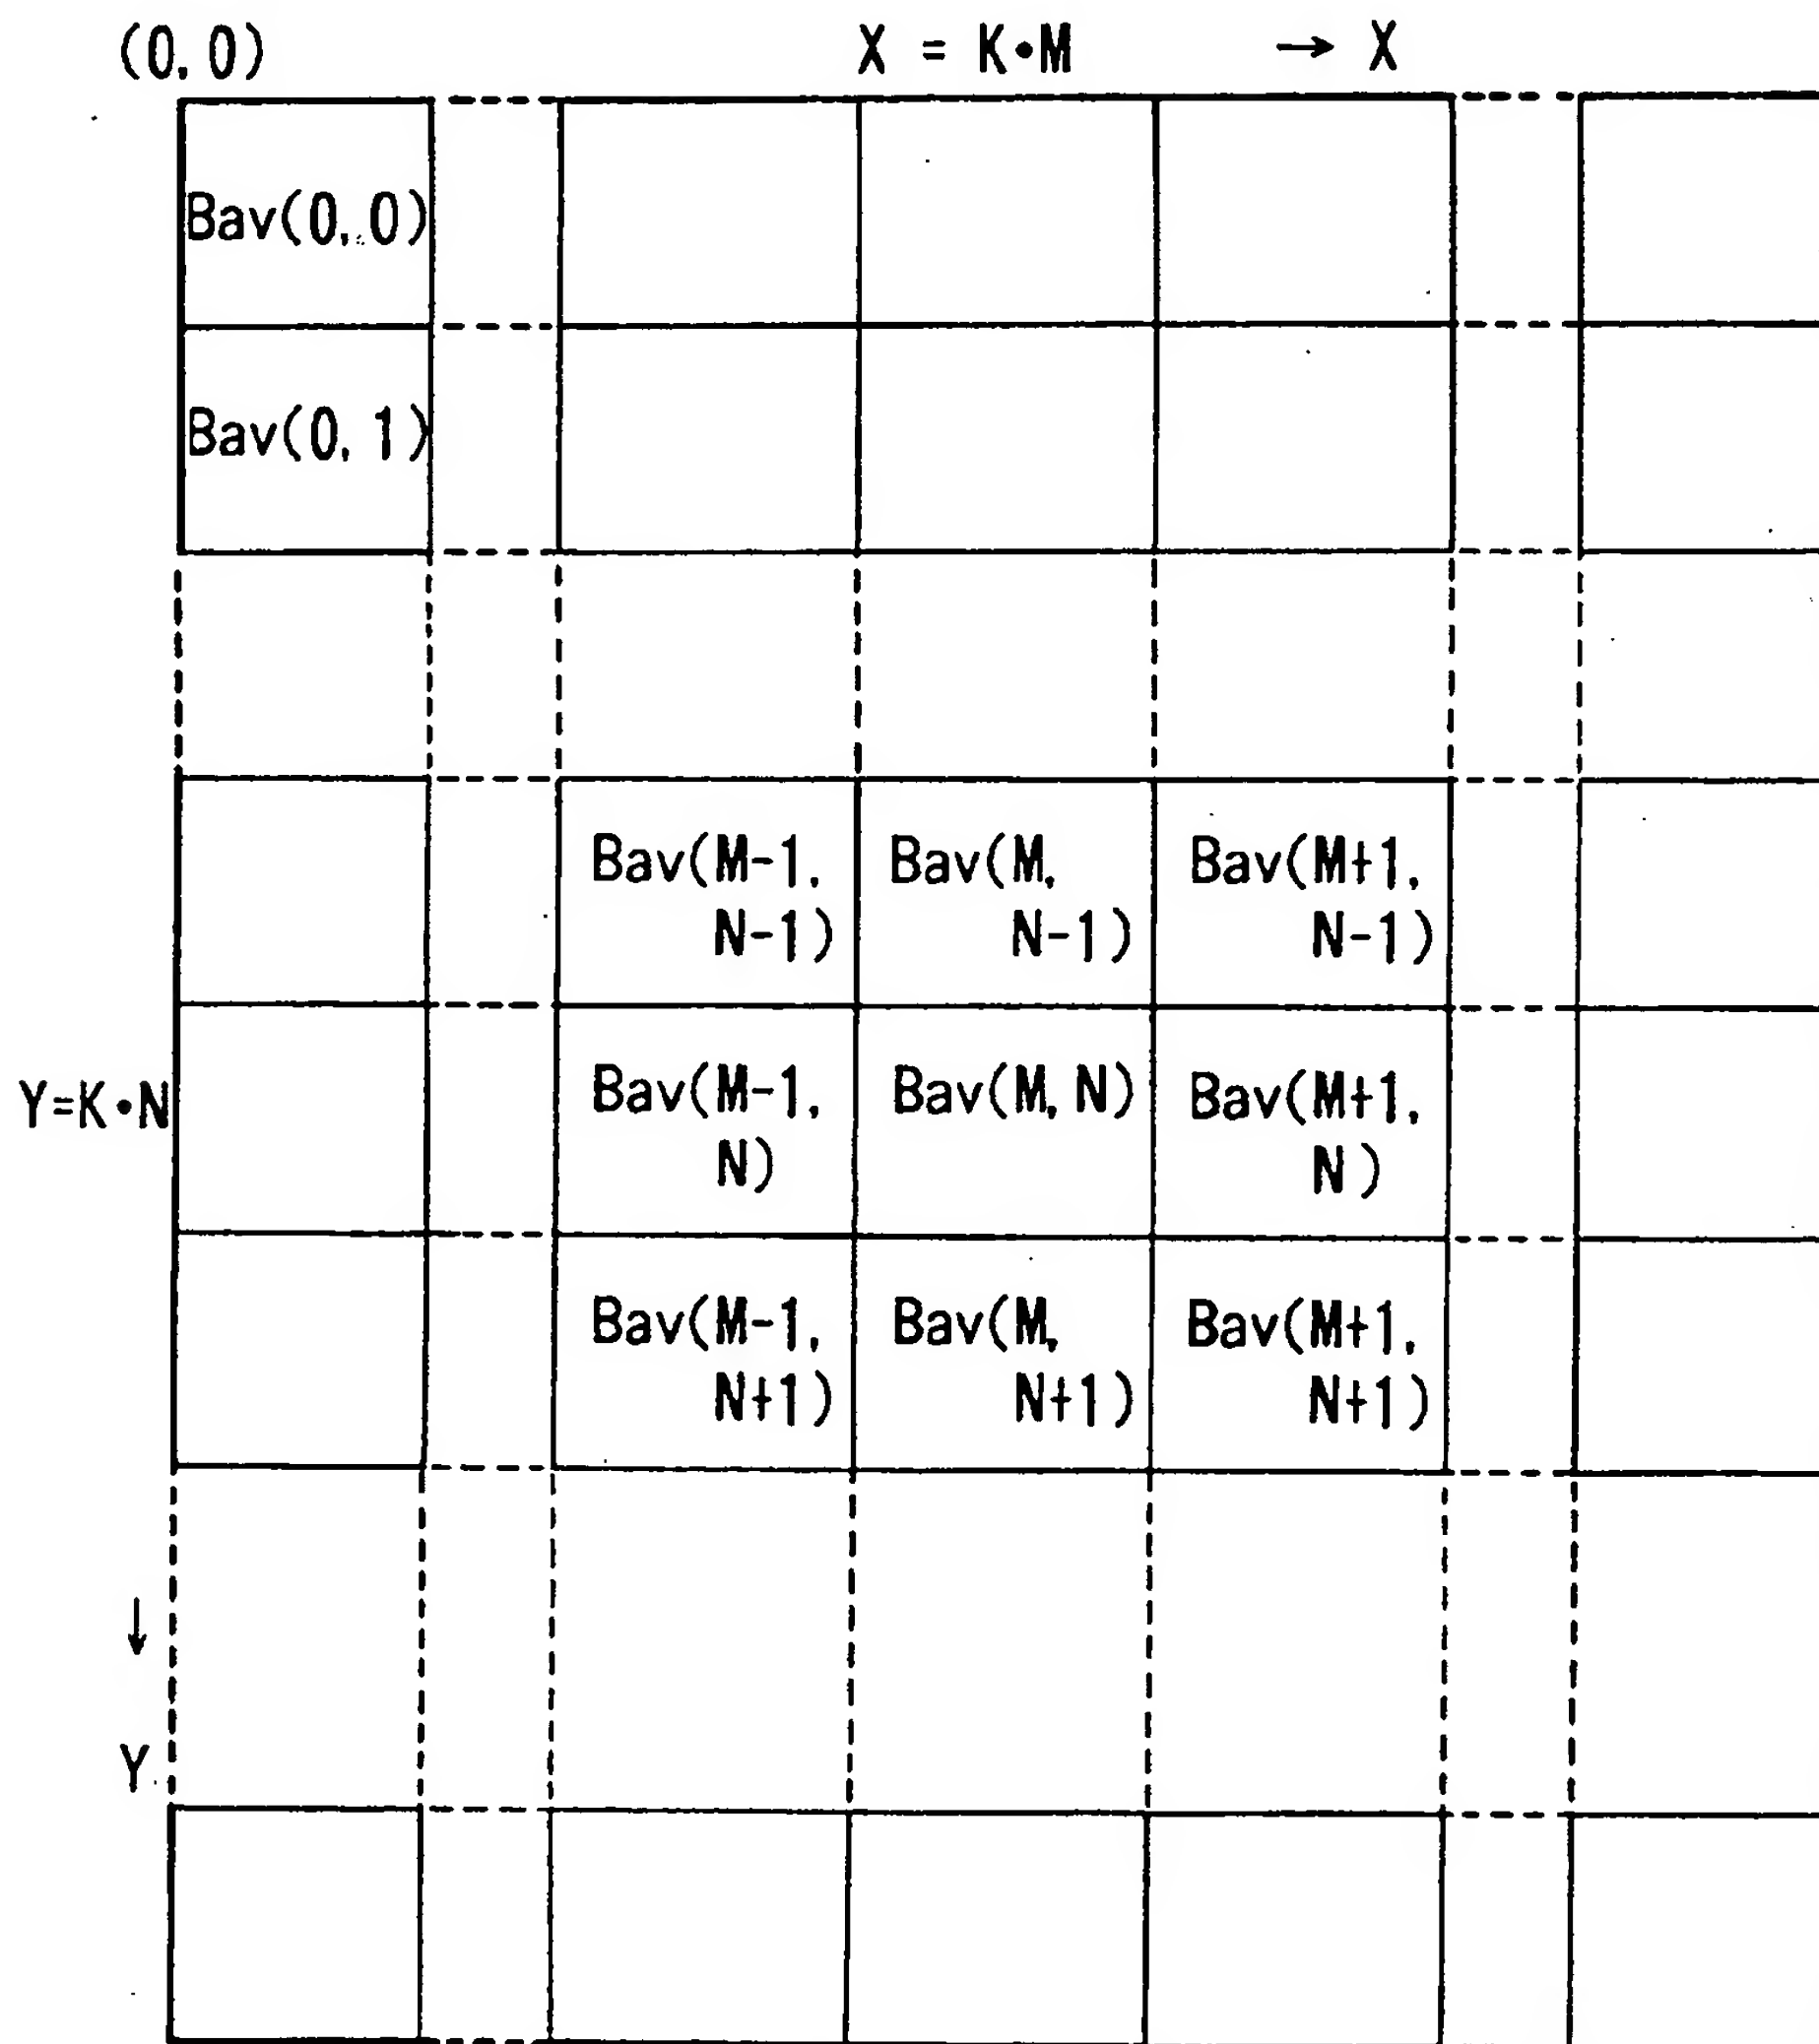 (0, 0)
X = K•M → X
Bav(0, 0)
Bav(0, 1)
Bav(M-1,
N-1)
Bav(M,
N-1)
Bav(M+1,
N-1)
Y=K•N
Bav(M-1,
N)
Bav(M, N)
Bav(M+1,
N)
Bav(M-1,
N+1)
Bav(M,
N+1)
Bav(M+1,
N+1)
↓
Y